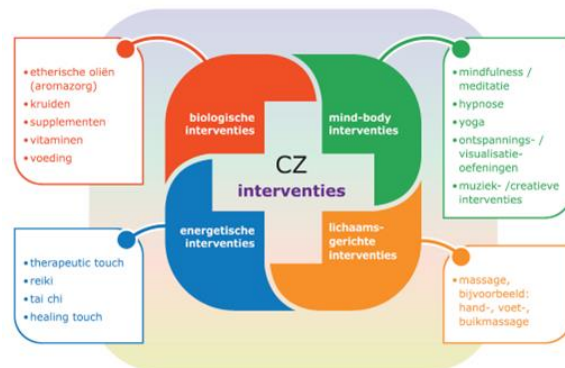 • etherische oliën
(aromazorg)
• kruiden
• supplementen
• vitaminen
• voeding
biologische
interventies
mind-body
interventies
• mindfulness /
meditatie
• hypnose
• yoga
• ontspannings- /
visualisatie-
oefeningen
• muziek- /creatieve
interventies
CZ
interventies
energetische
interventies
lichaams-
gerichte
interventies
• therapeutic touch
• reiki
• tai chi
• healing touch
• massage,
bijvoorbeeld:
hand-, voet-,
buikmassage